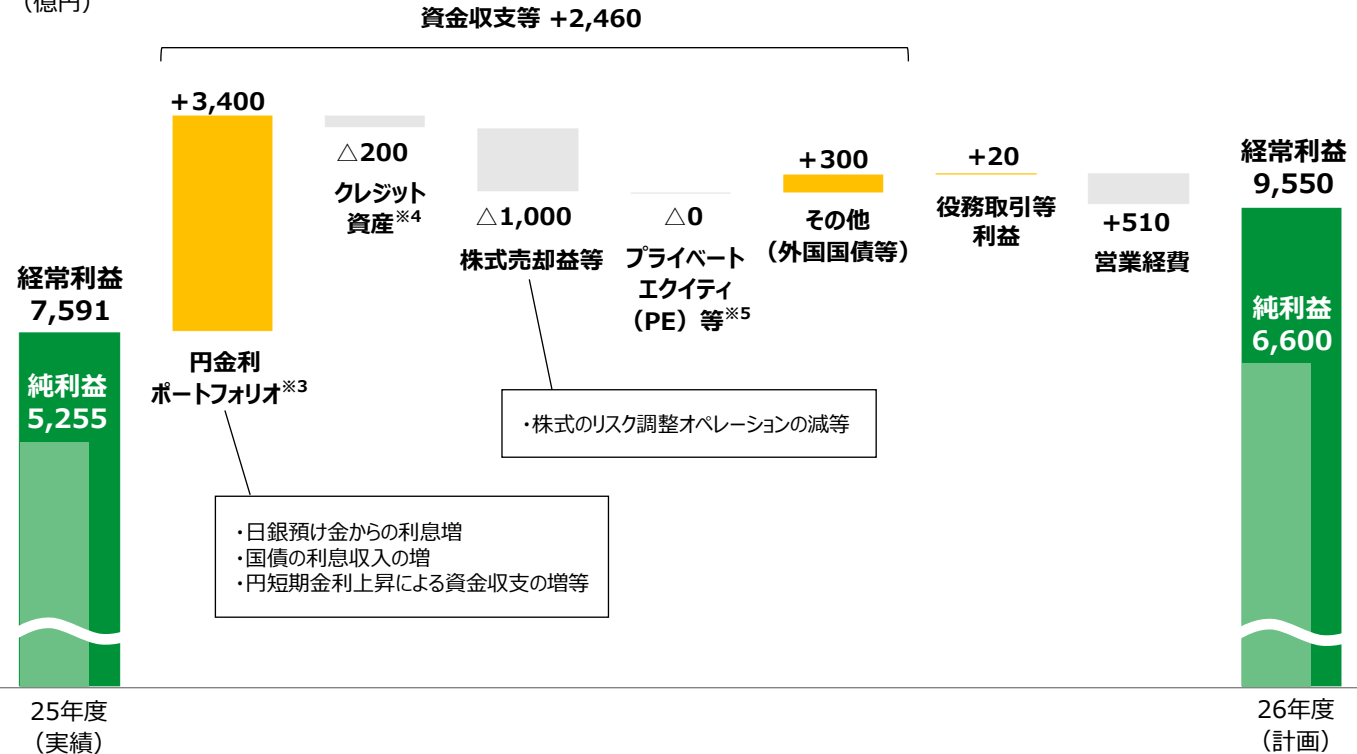 （億円）
資金収支等 +2,460
+3,400
△200
クレジット
資産※4
△1,000
株式売却益等
△0
プライベート
エクイティ
（PE）等※5
+300
その他
（外国国債等）
+20
役務取引等
利益
+510
営業経費
経常利益
9,550
純利益
6,600
経常利益
7,591
純利益
5,255
円金利
ポートフォリオ※3
・株式のリスク調整オペレーションの減等
・日銀預け金からの利息増
・国債の利息収入の増
・円短期金利上昇による資金収支の増等
25年度
（実績）
26年度
（計画）